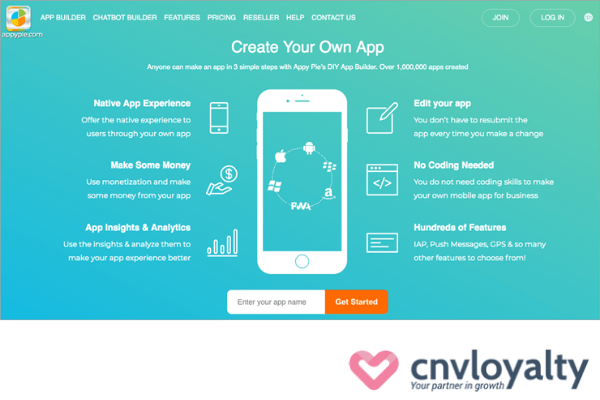 APP BUILDER CHATBOT BUILDER FEATURES PRICING RESELLER HELP CONTACT US JOIN LOG IN
appypie.com
Create Your Own App
Anyone can make an app in 3 simple steps with Appy Pie's DIY App Builder. Over 1,000,000 apps created
Native App Experience
Offer the native experience to
users through your own app
Make Some Money
Use monetization and make
some money from your app
App Insights & Analytics
Use the insights & analyze them to
make your app experience better
a
PWA
Edit your app
You don't have to resubmit the
app every time you make a change
No Coding Needed
You do not need coding skills to make
your own mobile app for business
Hundreds of Features
IAP, Push Messages, GPS & so many
other features to choose from!
Enter your app name Get Started
cnvloyalty
Your partner in growth